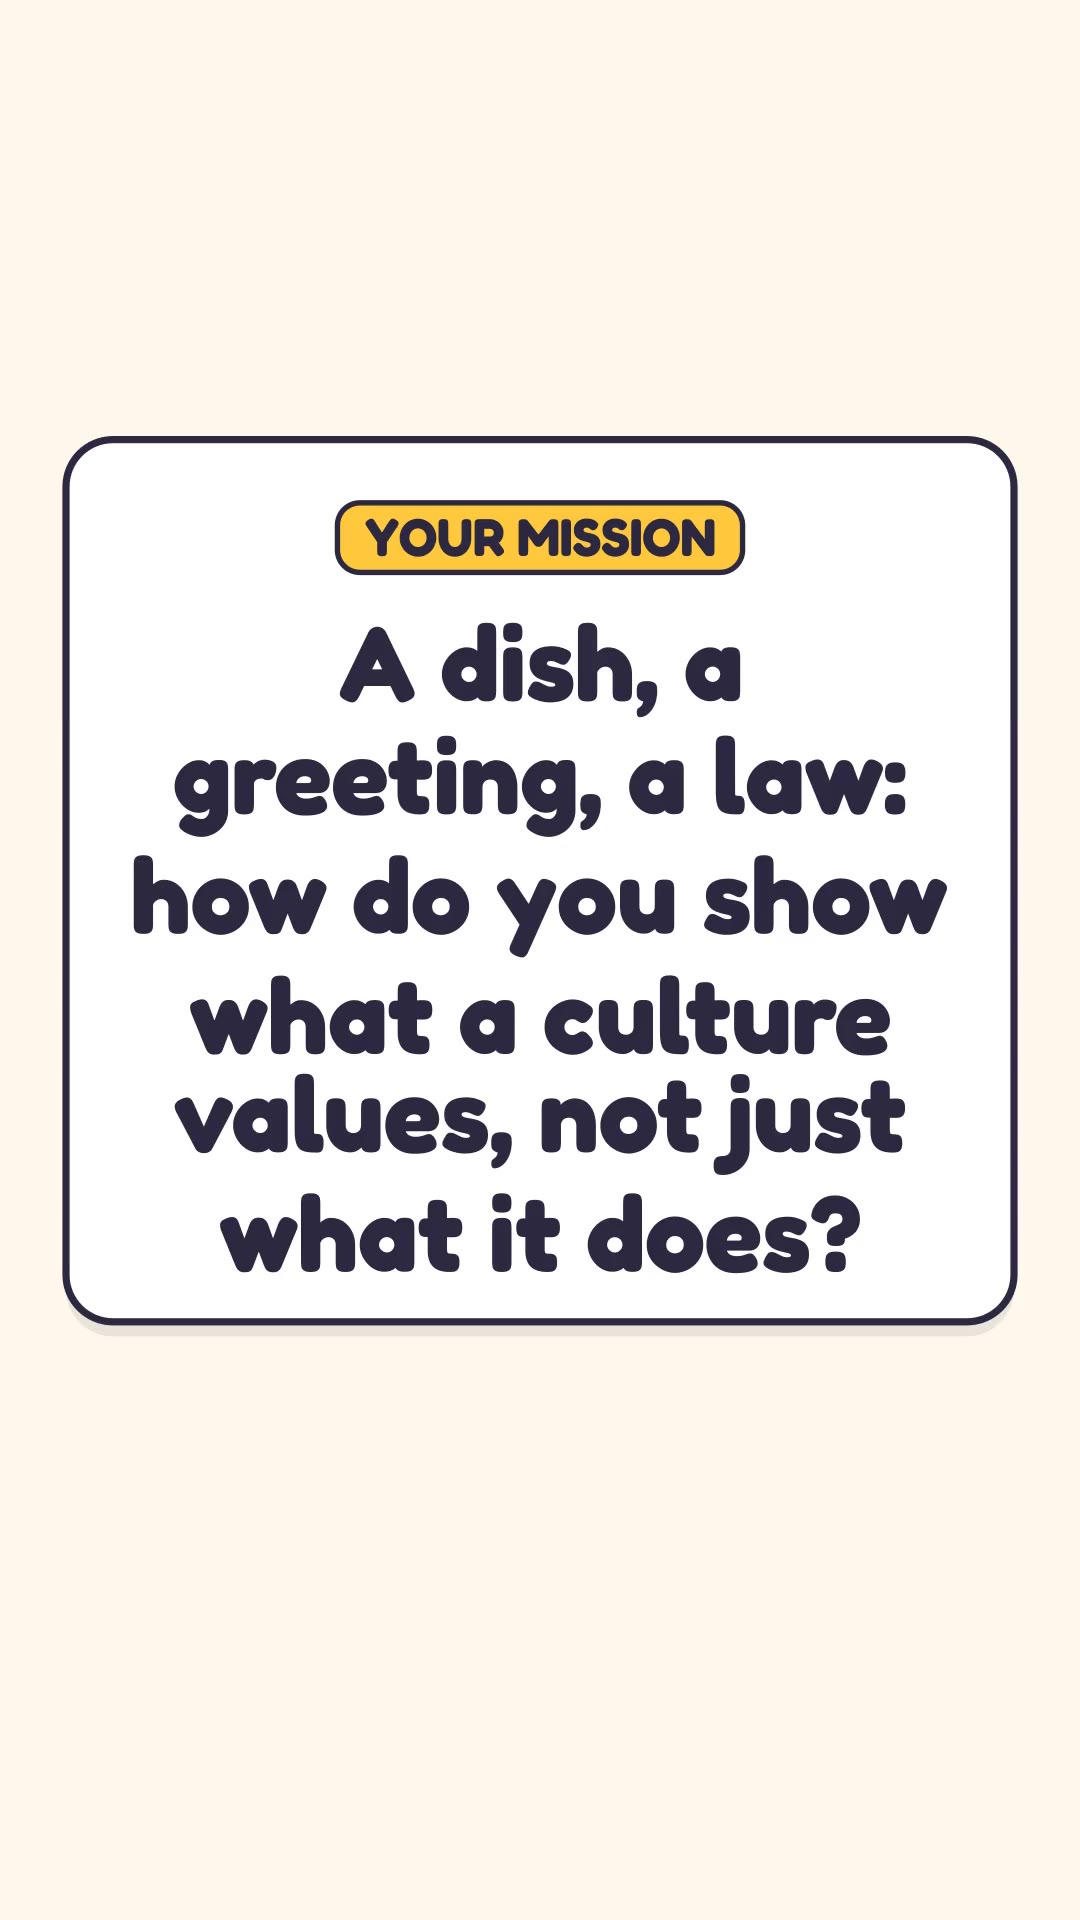 YOUR MISSION
A dish, a
greeting, a law:
how do you show
what a culture
values, not just
what it does?